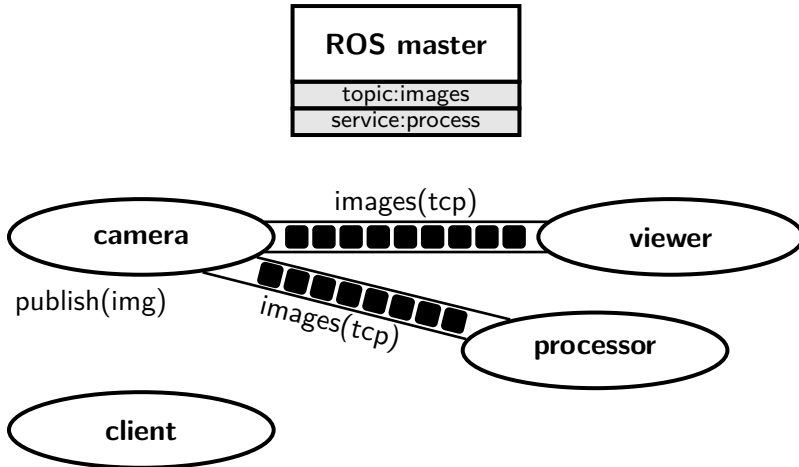 ROS master
topic:images
service:process
images(tcp)
camera
viewer
publish(img)
images(tcp)
processor
client